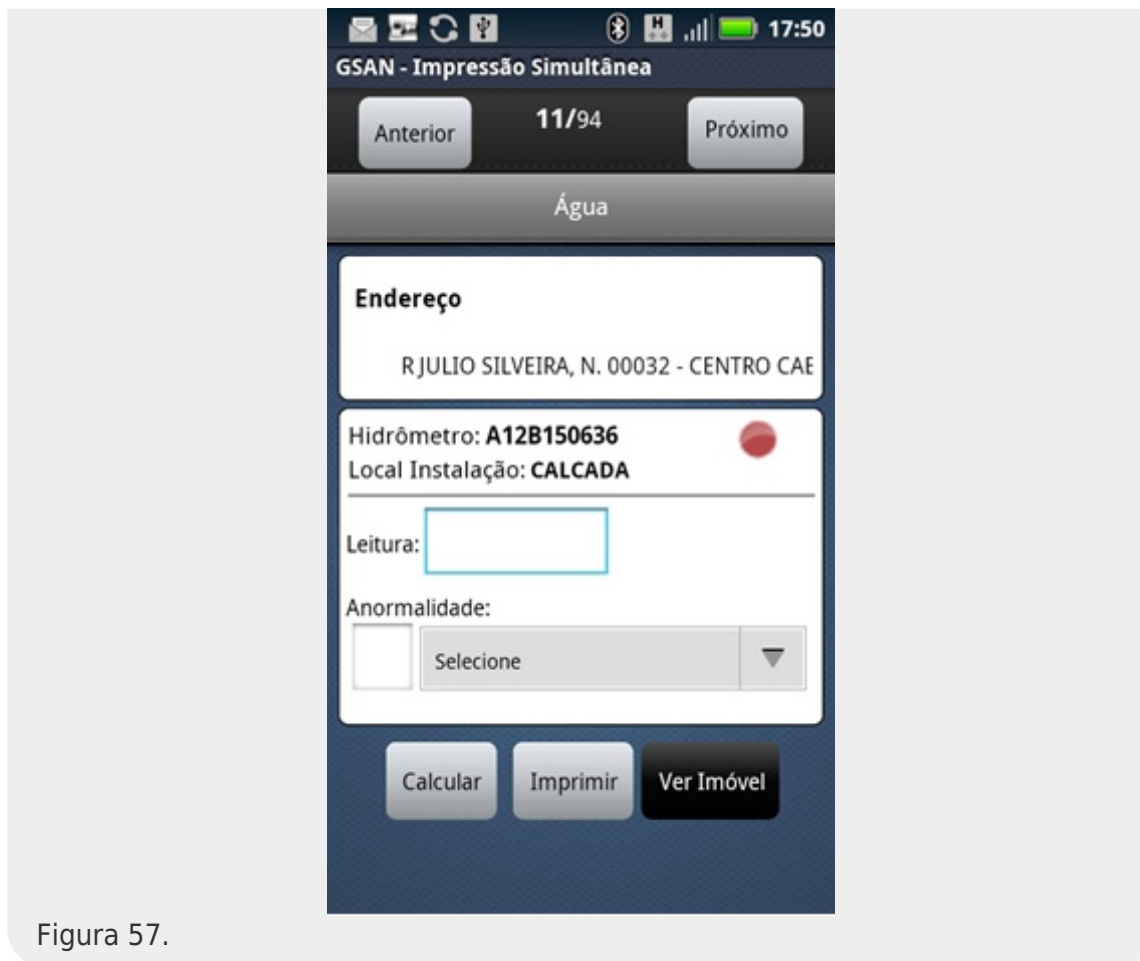 17:50
GSAN - Impressão Simultânea
Anterior
11/94
Próximo
Água
Endereço
R JULIO SILVEIRA, N. 00032 - CENTRO CAE
Hidrômetro: A12B150636
Local Instalação: CALCADA
Leitura:
Anormalidade:
Selecione
Calcular
Imprimir
Ver Imóvel
Figura 57.